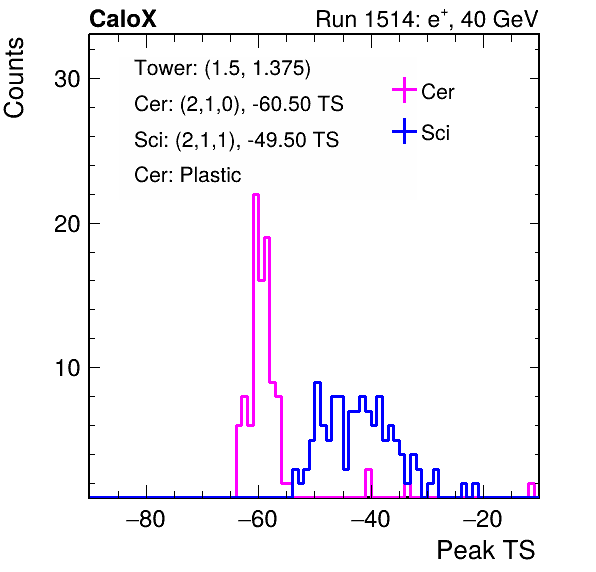 CaloX Run 1514: e⁺, 40 GeV
Counts
30
20
10
Tower: (1.5, 1.375)
Cer: (2,1,0), -60.50 TS
Sci: (2,1,1), -49.50 TS
Cer: Plastic
Cer
Sci
−80 −60 −40 −20
Peak TS